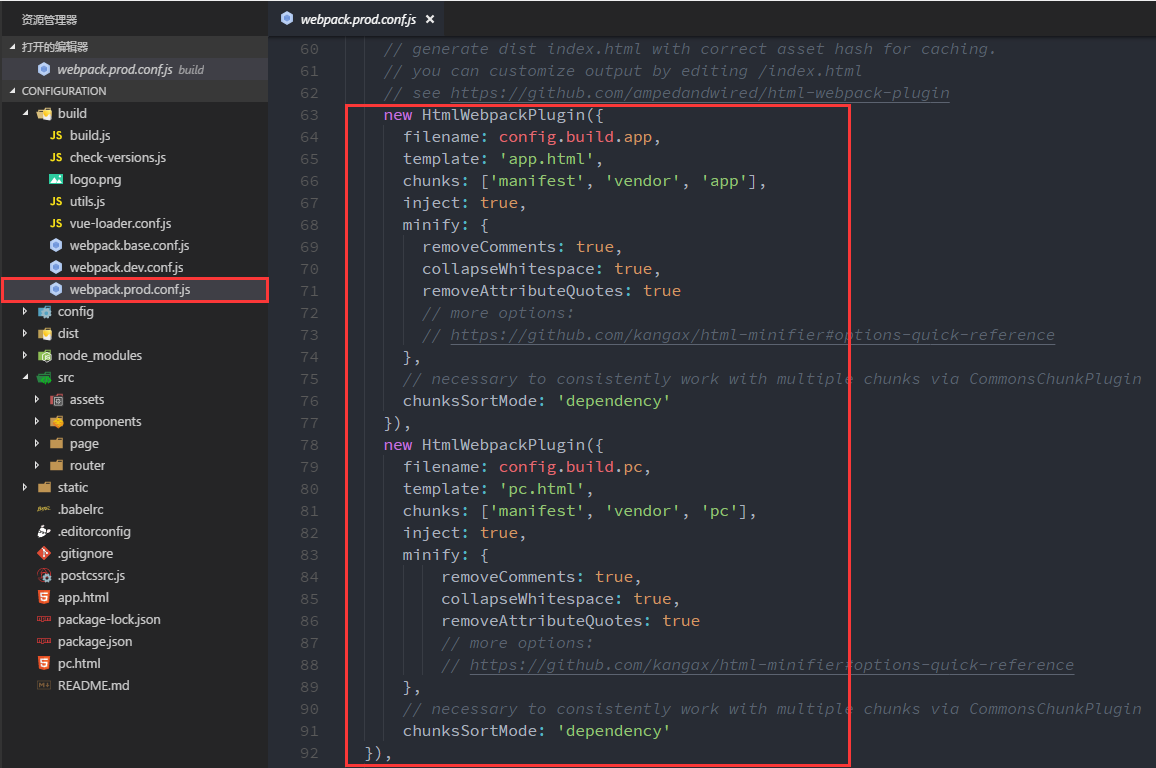 资源管理器
打开的编辑器
webpack.prod.conf.js build
CONFIGURATION
build
JS build.js
JS check-versions.js
logo.png
JS utils.js
JS vue-loader.conf.js
webpack.base.conf.js
webpack.dev.conf.js
webpack.prod.conf.js
config
dist
node_modules
src
assets
components
page
router
static
.babelrc
.editorconfig
.gitignore
.postcssrc.js
app.html
package-lock.json
package.json
pc.html
README.md
webpack.prod.conf.js ×
60 // generate dist index.html with correct asset hash for caching.
61 // you can customize output by editing /index.html
62 // see https://github.com/ampedandwired/html-webpack-plugin
63 new HtmlWebpackPlugin({
64 filename: config.build.app,
65 template: 'app.html',
66 chunks: ['manifest', 'vendor', 'app'],
67 inject: true,
68 minify: {
69 removeComments: true,
70 collapseWhitespace: true,
71 removeAttributeQuotes: true
72 // more options:
73 // https://github.com/kangax/html-minifier#options-quick-reference
74 },
75 // necessary to consistently work with multiple chunks via CommonsChunkPlugin
76 chunksSortMode: 'dependency'
77 }),
78 new HtmlWebpackPlugin({
79 filename: config.build.pc,
80 template: 'pc.html',
81 chunks: ['manifest', 'vendor', 'pc'],
82 inject: true,
83 minify: {
84 removeComments: true,
85 collapseWhitespace: true,
86 removeAttributeQuotes: true
87 // more options:
88 // https://github.com/kangax/html-minifier#options-quick-reference
89 },
90 // necessary to consistently work with multiple chunks via CommonsChunkPlugin
91 chunksSortMode: 'dependency'
92 }),